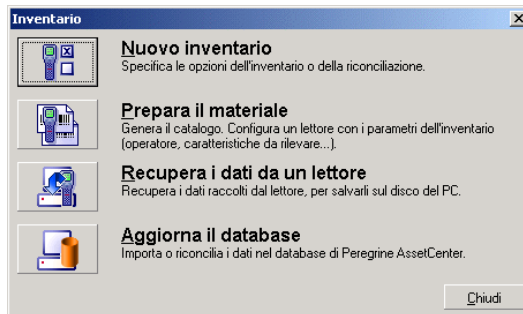 Inventario
Nuovo inventario
Specifica le opzioni dell'inventario o della riconciliazione.
Prepara il materiale
Genera il catalogo. Configura un lettore con i parametri dell'inventario
(operatore, caratteristiche da rilevare...).
Recupera i dati da un lettore
Recupera i dati raccolti dal lettore, per salvarli sul disco del PC.
Aggiorna il database
Importa o riconcilia i dati nel database di Peregrine AssetCenter.
Chiudi